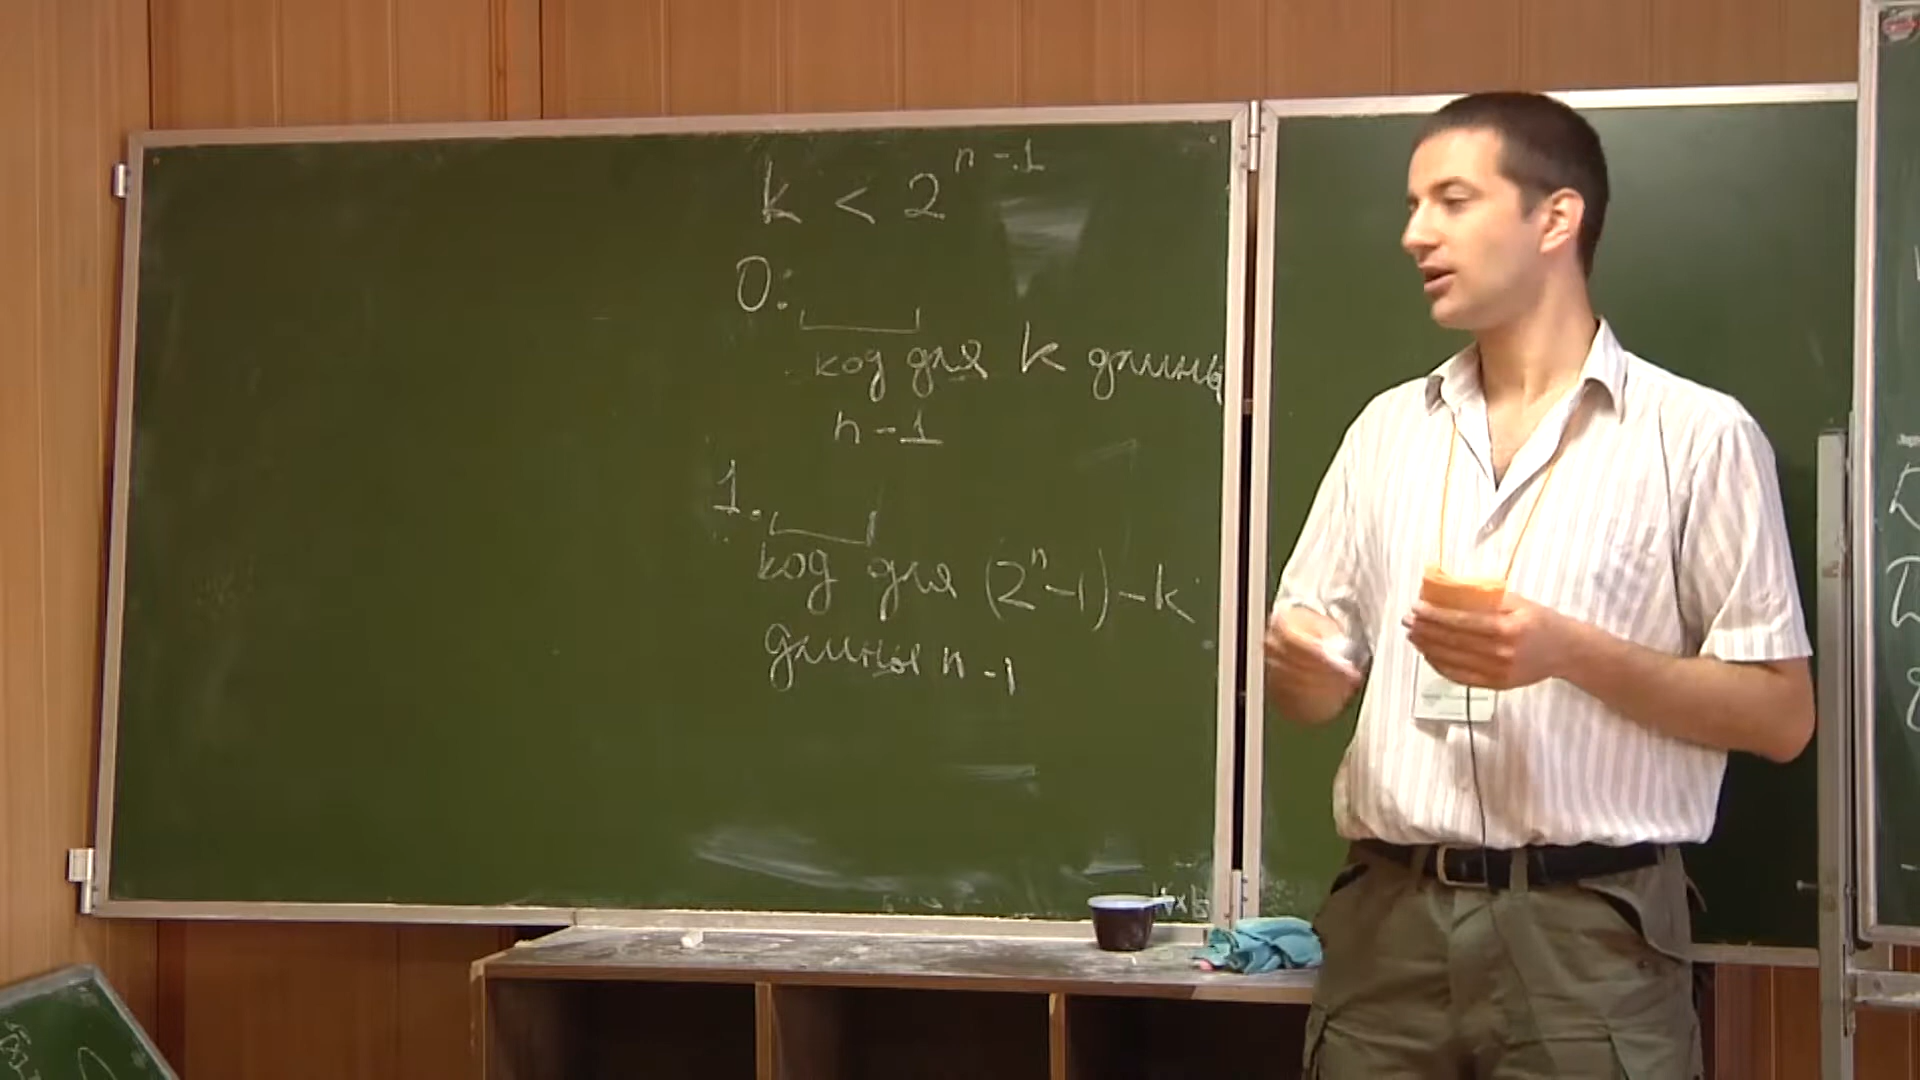 k < 2^{n-1}
0:
код для k длины
n-1
1.
код для (2^n-1)-k
длины n-1